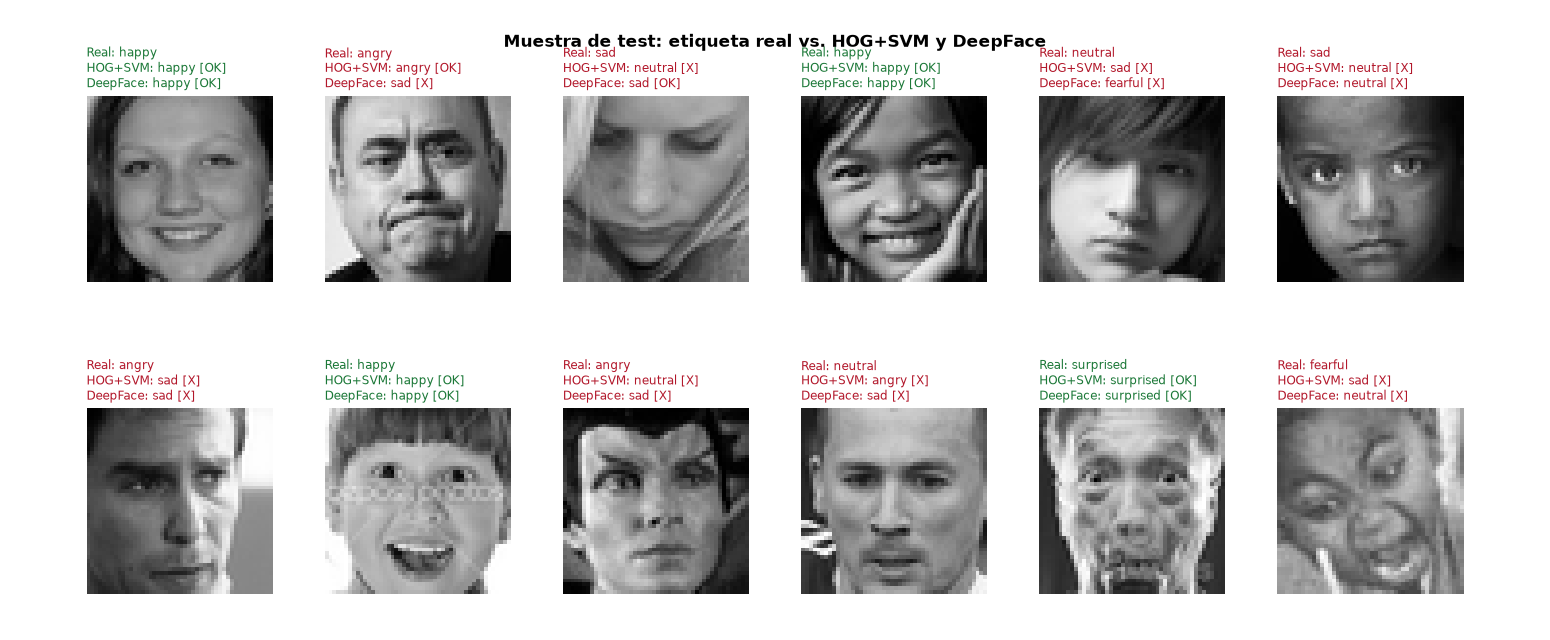 Muestra de test: etiqueta real vs. HOG+SVM y DeepFace
Real: happy
HOG+SVM: happy [OK]
DeepFace: happy [OK]
Real: angry
HOG+SVM: angry [OK]
DeepFace: sad [X]
Real: sad
HOG+SVM: neutral [X]
DeepFace: sad [OK]
Real: happy
HOG+SVM: happy [OK]
DeepFace: happy [OK]
Real: neutral
HOG+SVM: sad [X]
DeepFace: fearful [X]
Real: sad
HOG+SVM: neutral [X]
DeepFace: neutral [X]
Real: angry
HOG+SVM: sad [X]
DeepFace: sad [X]
Real: happy
HOG+SVM: happy [OK]
DeepFace: happy [OK]
Real: angry
HOG+SVM: neutral [X]
DeepFace: sad [X]
Real: neutral
HOG+SVM: angry [X]
DeepFace: sad [X]
Real: surprised
HOG+SVM: surprised [OK]
DeepFace: surprised [OK]
Real: fearful
HOG+SVM: sad [X]
DeepFace: neutral [X]